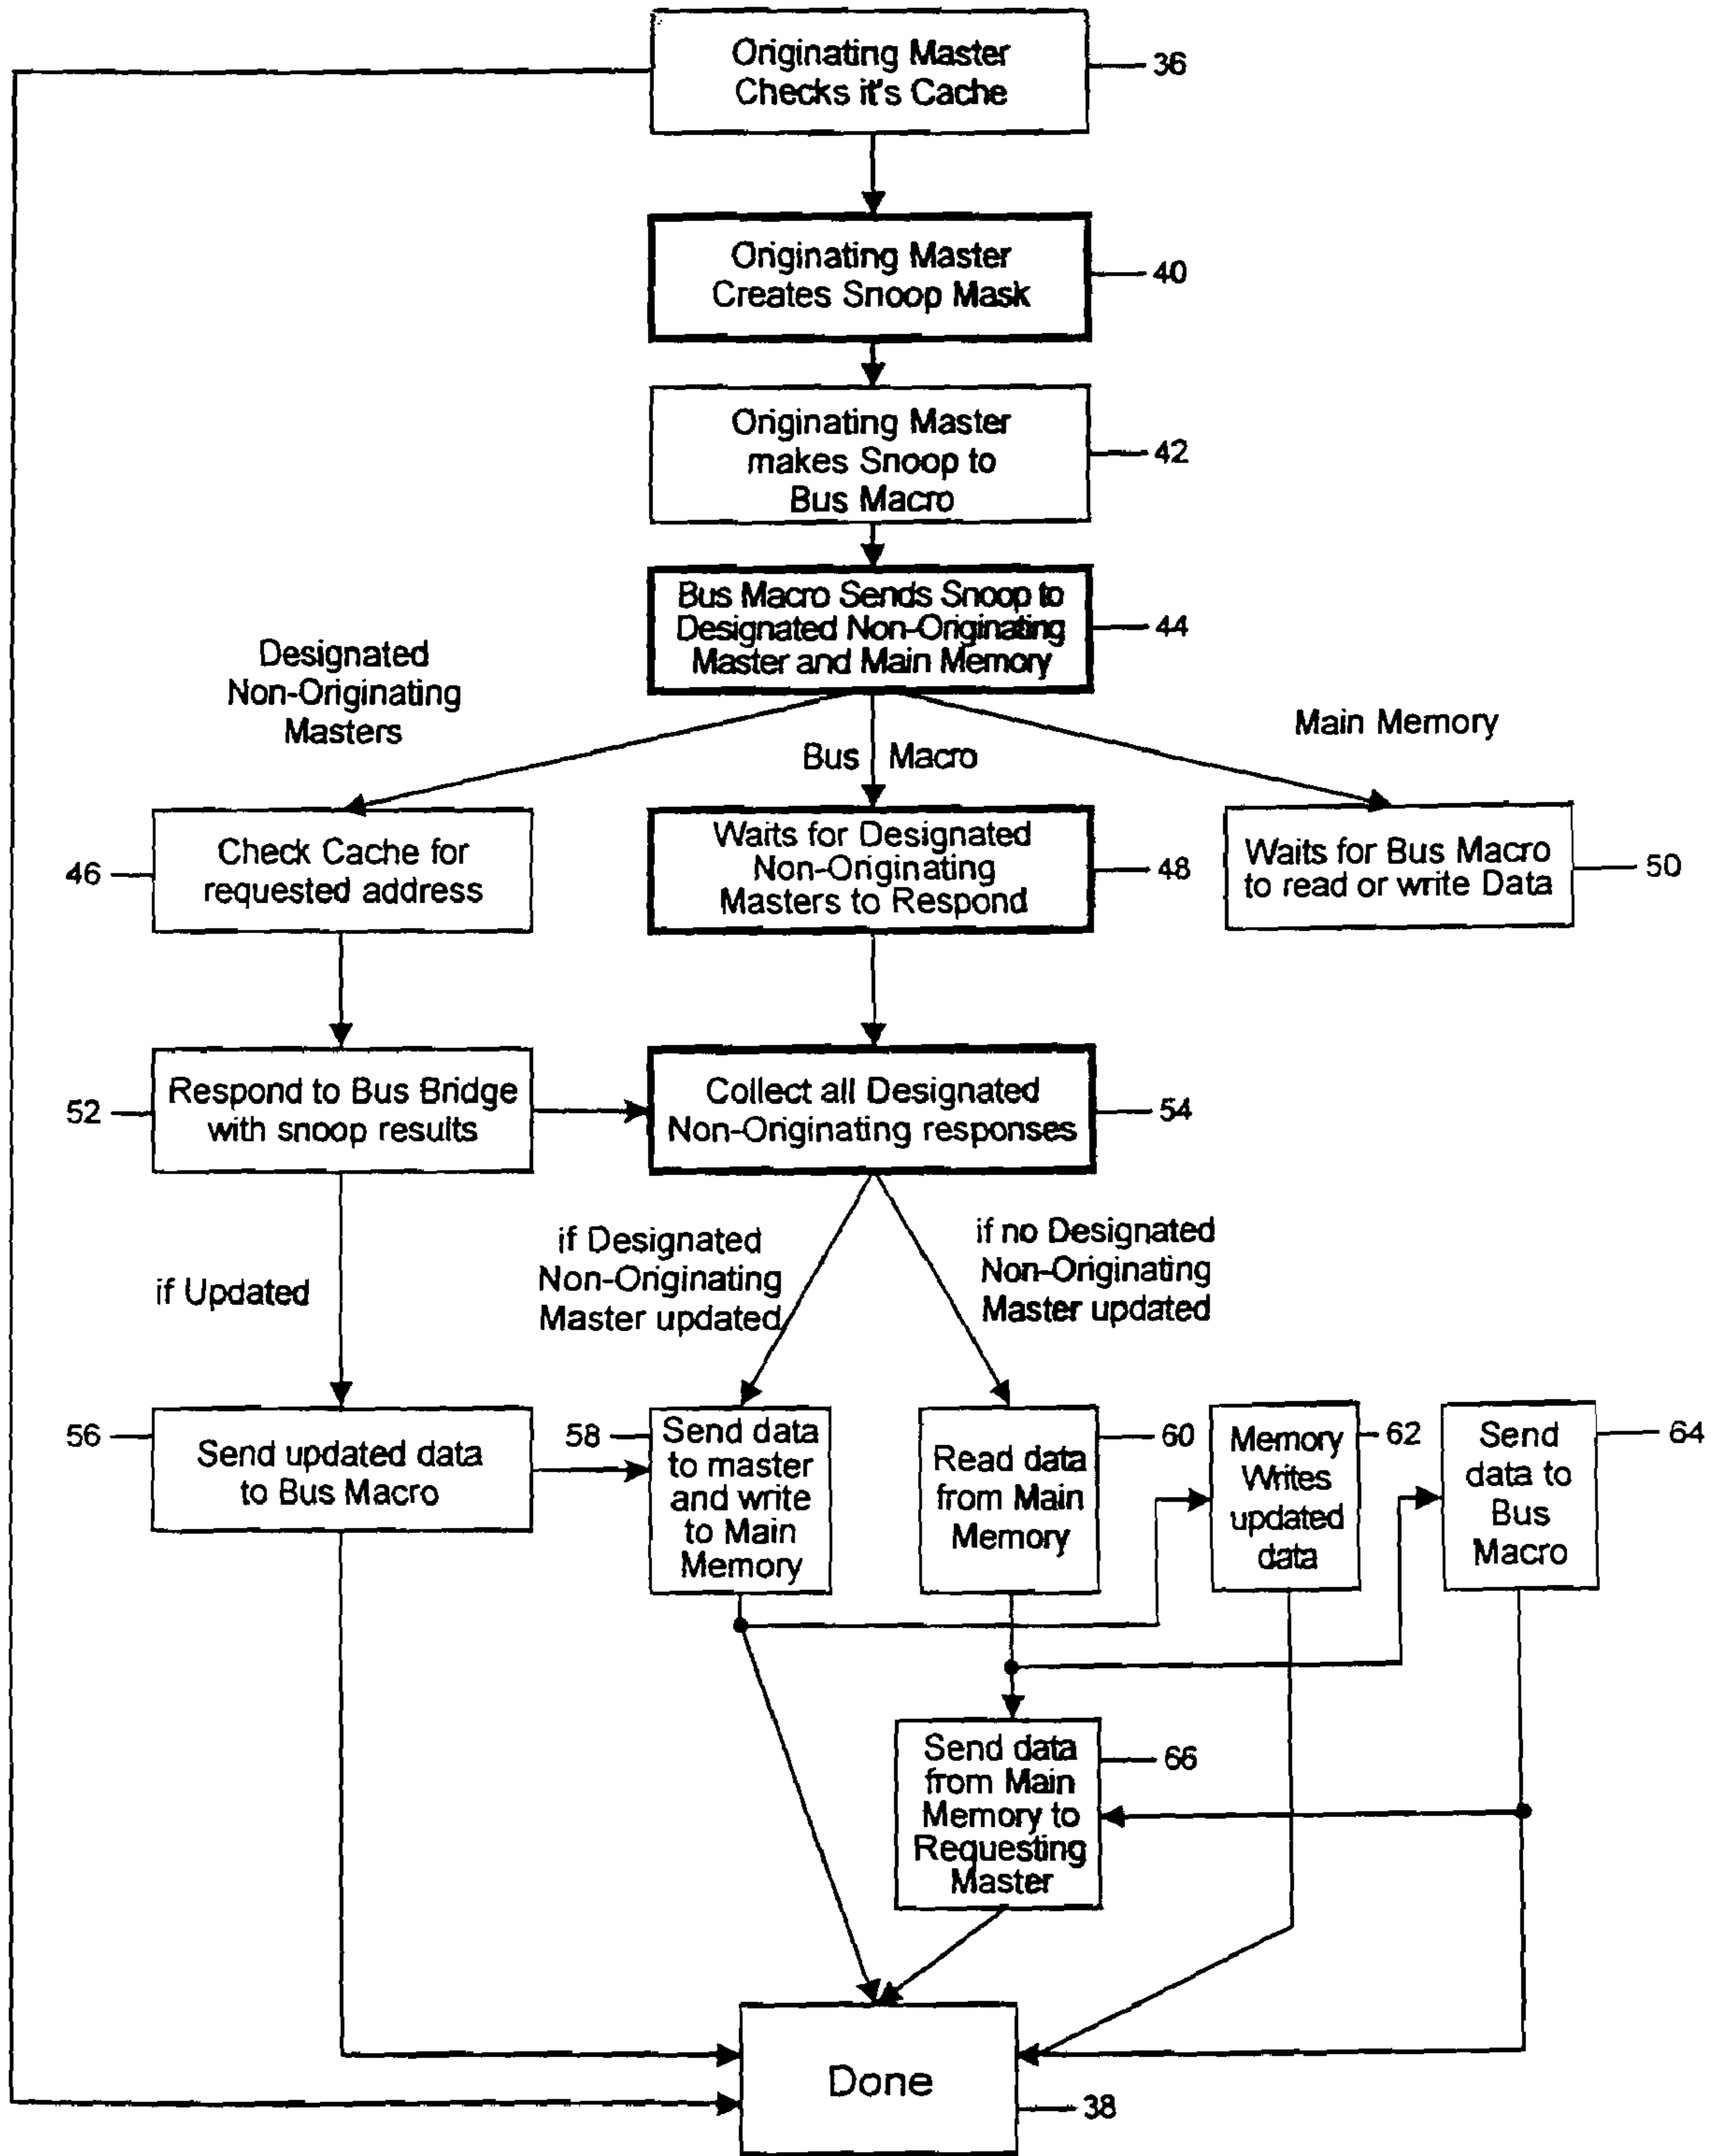 Originating Master
Checks it's Cache
36
Originating Master
Creates Snoop Mask
40
Originating Master
makes Snoop to
Bus Macro
42
Bus Macro Sends Snoop to
Designated Non-Originating
Master and Main Memory
44
Designated
Non-Originating
Masters
Bus Macro
Main Memory
46
Check Cache for
requested address
Waits for Designated
Non-Originating
Masters to Respond
48
Waits for Bus Macro
to read or write Data
50
52
Respond to Bus Bridge
with snoop results
Collect all Designated
Non-Originating responses
54
if Updated
if Designated
Non-Originating
Master updated
if no Designated
Non-Originating
Master updated
56
Send updated data
to Bus Macro
58
Send data
to master
and write
to Main
Memory
Read data
from Main
Memory
60
Memory
Writes
updated
data
62
Send
data to
Bus
Macro
64
Send data
from Main
Memory to
Requesting
Master
66
Done
38